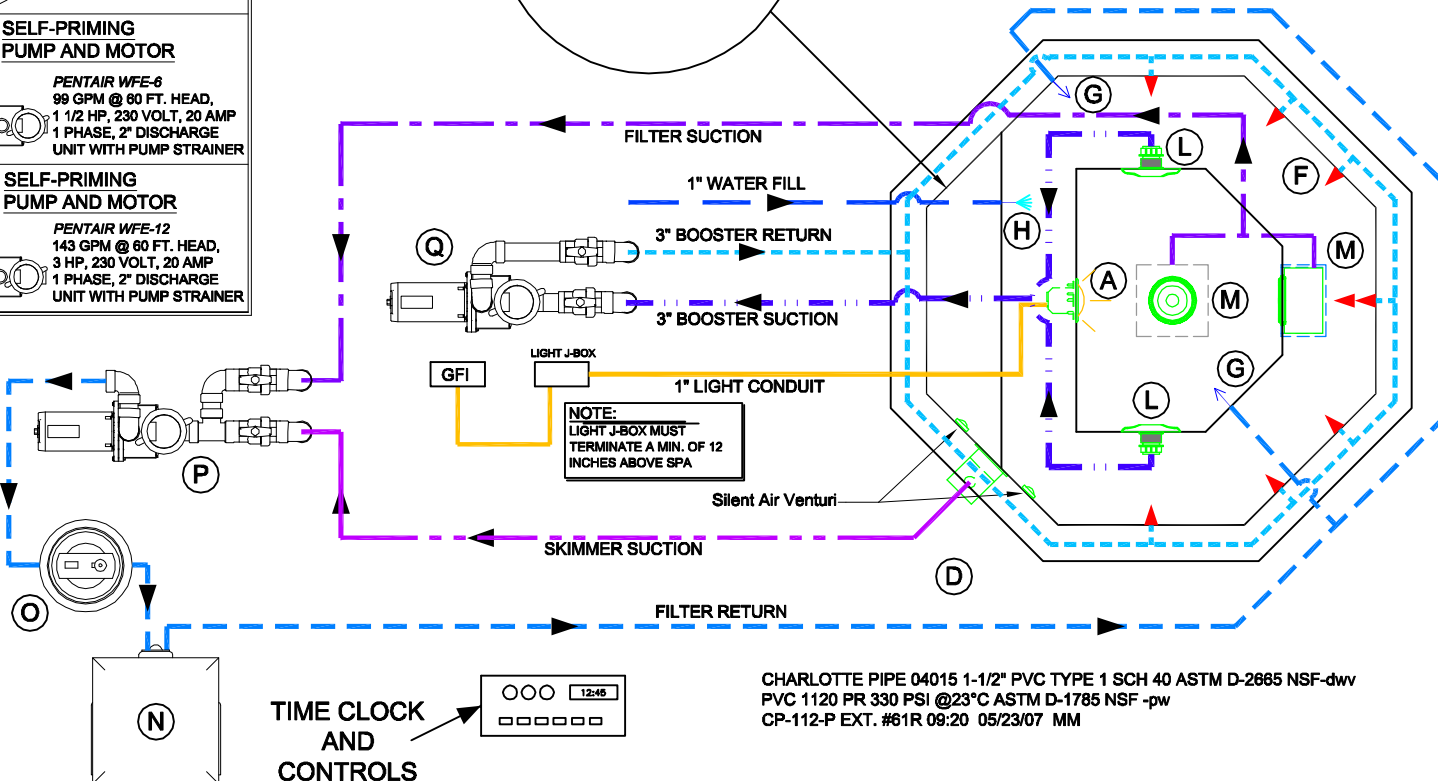 SELF-PRIMING
PUMP AND MOTOR
PENTAIR WFE-6
99 GPM @ 60 FT. HEAD,
1 1/2 HP, 230 VOLT, 20 AMP
1 PHASE, 2" DISCHARGE
UNIT WITH PUMP STRAINER
SELF-PRIMING
PUMP AND MOTOR
PENTAIR WFE-12
143 GPM @ 60 FT. HEAD,
3 HP, 230 VOLT, 20 AMP
1 PHASE, 2" DISCHARGE
UNIT WITH PUMP STRAINER
G
FILTER SUCTION
L
F
1" WATER FILL
H
Q
3" BOOSTER RETURN
M
A
M
3" BOOSTER SUCTION
LIGHT J-BOX
GFI
1" LIGHT CONDUIT
G
L
NOTE:
LIGHT J-BOX MUST
TERMINATE A MIN. OF 12
INCHES ABOVE SPA
P
Silent Air Venturi
SKIMMER SUCTION
D
O
FILTER RETURN
N
TIME CLOCK
AND
CONTROLS
12:45
CHARLOTTE PIPE 04015 1-1/2" PVC TYPE 1 SCH 40 ASTM D-2665 NSF-dwv
PVC 1120 PR 330 PSI @23°C ASTM D-1785 NSF -pw
CP-112-P EXT. #61R 09:20 05/23/07 MM